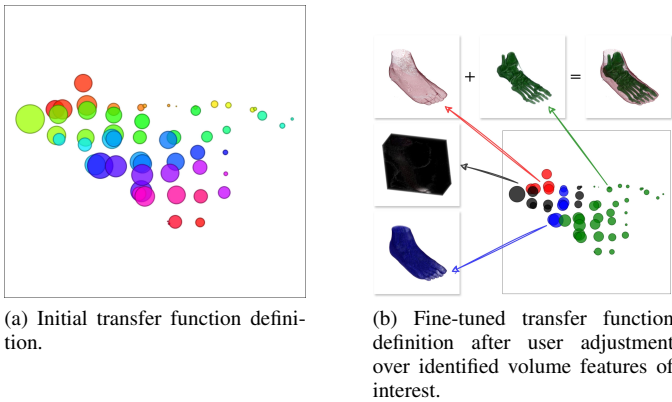 +
=
(a) Initial transfer function defini-
tion.
(b) Fine-tuned transfer function
definition after user adjustment
over identified volume features of
interest.